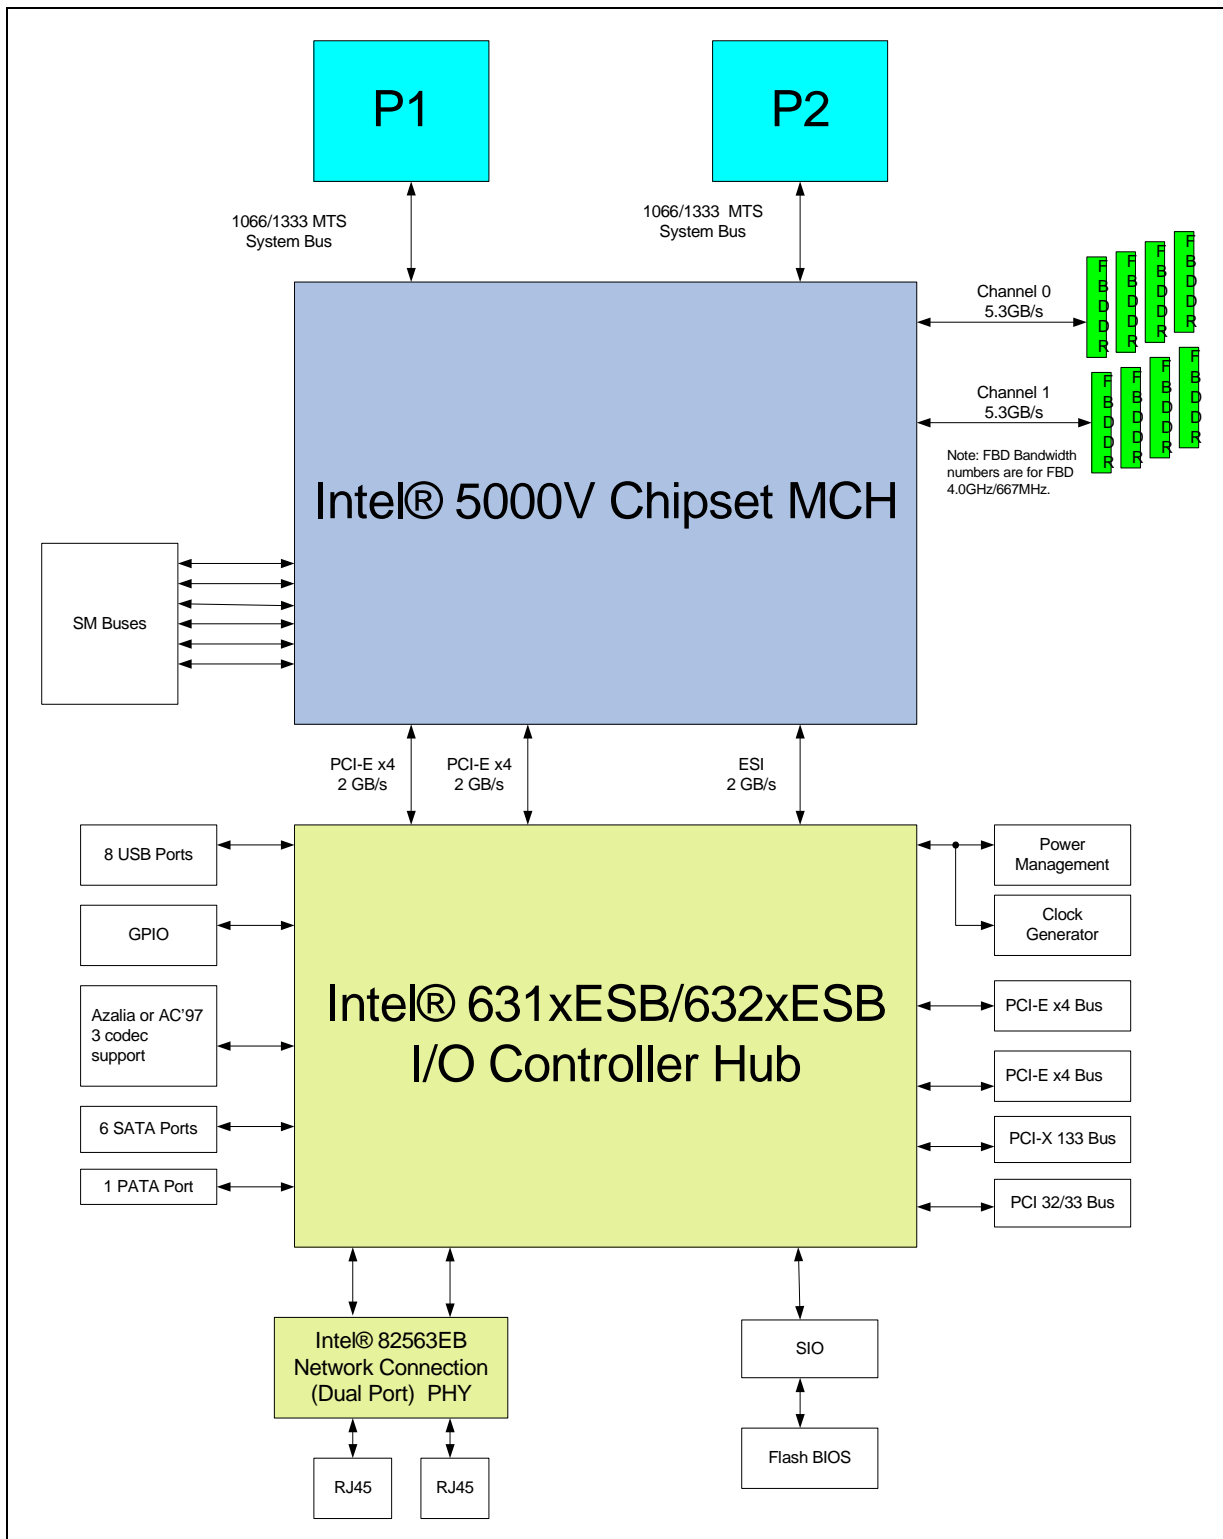 P1
P2
1066/1333 MTS
System Bus
1066/1333 MTS
System Bus
Channel 0
5.3GB/s
FBDDR
FBDDR
FBDDR
FBDDR
Channel 1
5.3GB/s
FBDDR
FBDDR
FBDDR
FBDDR
Note: FBD Bandwidth
numbers are for FBD
4.0GHz/667MHz.
Intel® 5000V Chipset MCH
SM Buses
PCI-E x4
2 GB/s
PCI-E x4
2 GB/s
ESI
2 GB/s
8 USB Ports
GPIO
Azalia or AC'97
3 codec
support
6 SATA Ports
1 PATA Port
Intel® 631xESB/632xESB
I/O Controller Hub
Power
Management
Clock
Generator
PCI-E x4 Bus
PCI-E x4 Bus
PCI-X 133 Bus
PCI 32/33 Bus
Intel® 82563EB
Network Connection
(Dual Port) PHY
RJ45
RJ45
SIO
Flash BIOS